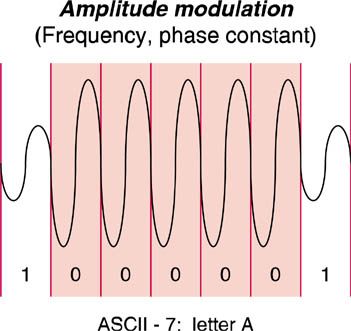 Amplitude modulation
(Frequency, phase constant)
1 0 0 0 0 0 1
ASCII - 7: letter A